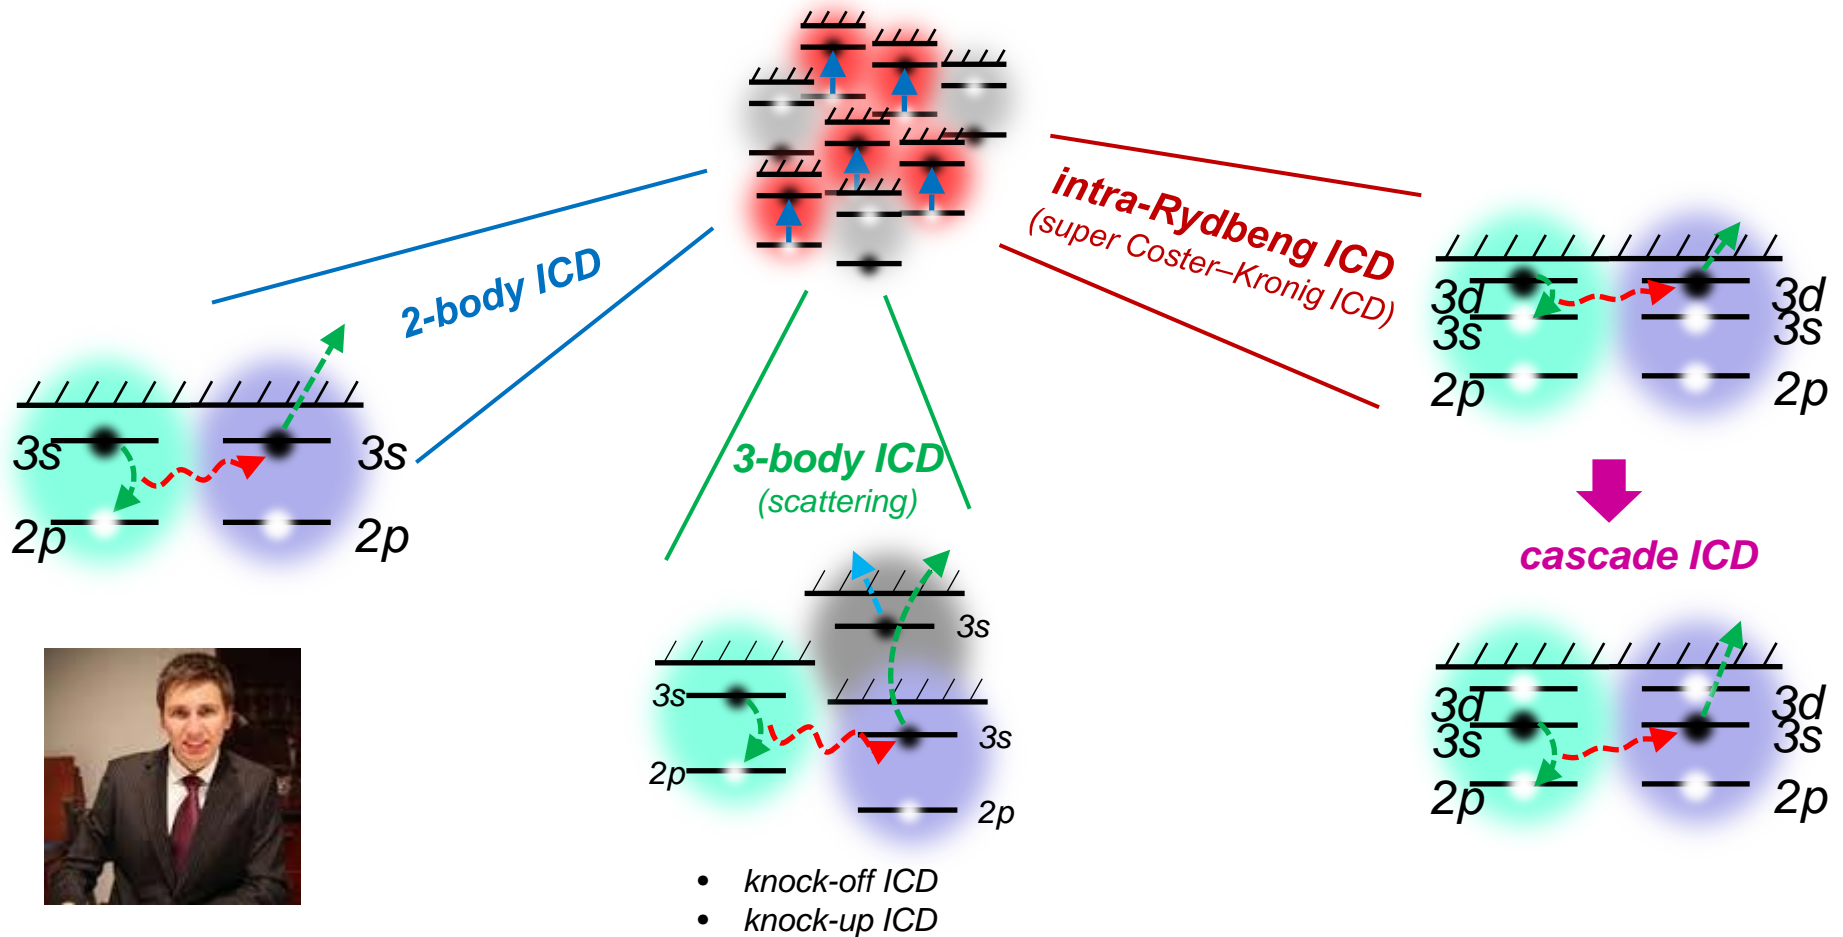 2-body ICD
3s
3s
2p
2p
3-body ICD
(scattering)
3s
3s
3s
2p
2p
• knock-off ICD
• knock-up ICD
intra-Rydbeng ICD
(super Coster–Kronig ICD)
3d
3d
3s
3s
2p
2p
cascade ICD
3d
3d
3s
3s
2p
2p